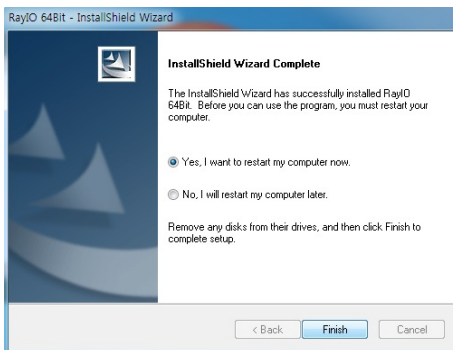 RayIO 64Bit - InstallShield Wizard
InstallShield Wizard Complete
The InstallShield Wizard has successfully installed RayIO
64Bit. Before you can use the program, you must restart your
computer.
Yes, I want to restart my computer now.
No, I will restart my computer later.
Remove any disks from their drives, and then click Finish to
complete setup.
< Back Finish Cancel